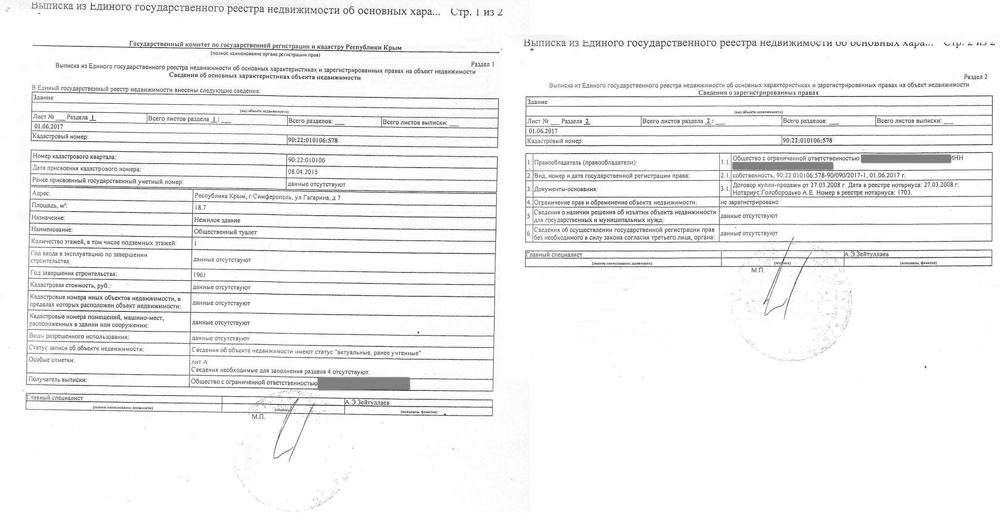 Выписка из Единого государственного реестра недвижимости об основных хара... Стр. 1 из 2
Государственный комитет по государственной регистрации и кадастру Республики Крым
(полное наименование органа регистрации прав)
Раздел 1
Выписка из Единого государственного реестра недвижимости об основных характеристиках и зарегистрированных правах на объект недвижимости
Сведения об основных характеристиках объекта недвижимости
В Единый государственный реестр недвижимости внесены следующие сведения:
Здание
(вид объекта недвижимости)
Лист № ___ Раздела 1 Всего листов раздела 1 : ___ Всего разделов: ___ Всего листов выписки: ___
01.06.2017
Кадастровый номер: 90:22:010106:578
Номер кадастрового квартала: 90:22:010106
Дата присвоения кадастрового номера: 08.04.2015
Ранее присвоенный государственный учетный номер: данные отсутствуют
Адрес: Республика Крым, г Симферополь, ул Гагарина, д 7
Площадь, м²: 18.7
Назначение: Нежилое здание
Наименование: Общественный туалет
Количество этажей, в том числе подземных этажей: 1
Год ввода в эксплуатацию по завершении
строительства: данные отсутствуют
Год завершения строительства: 1961
Кадастровая стоимость, руб.: данные отсутствуют
Кадастровые номера иных объектов недвижимости, в
пределах которых расположен объект недвижимости: данные отсутствуют
Кадастровые номера помещений, машино-мест,
расположенных в здании или сооружении: данные отсутствуют
Виды разрешенного использования: данные отсутствуют
Статус записи об объекте недвижимости: Сведения об объекте недвижимости имеют статус "актуальные, ранее учтенные"
Особые отметки: лит А
Сведения необходимые для заполнения раздела 4 отсутствуют.
Получатель выписки: Общество с ограниченной ответственностью
Главный специалист А.Э.Зейтуллаев
(полное наименование должности) (подпись) (инициалы, фамилия)
М.П.
Выписка из Единого государственного реестра недвижимости об основных хара... Стр. 2 из 2
Раздел 2
Выписка из Единого государственного реестра недвижимости об основных характеристиках и зарегистрированных правах на объект недвижимости
Сведения о зарегистрированных правах
Здание
(вид объекта недвижимости)
Лист № ___ Раздела 2 Всего листов раздела 2 : ___ Всего разделов: ___ Всего листов выписки: ___
01.06.2017
Кадастровый номер: 90:22:010106:578
1. Правообладатель (правообладатели): 1.1. Общество с ограниченной ответственностью ИНН
2. Вид, номер и дата государственной регистрации права: 2.1. собственность, 90:22:010106:578-90/090/2017-1, 01.06.2017 г.
3. Документы-основания: 3.1. Договор купли-продажи от 27.03.2008 г. Дата в реестре нотариуса: 27.03.2008 г.
Нотариус:Голобородько А.Е. Номер в реестре нотариуса: 1703.
4. Ограничение прав и обременение объекта недвижимости: не зарегистрировано
5. Сведения о наличии решения об изъятии объекта недвижимости
для государственных и муниципальных нужд: данные отсутствуют
6. Сведения об осуществлении государственной регистрации прав
без необходимого в силу закона согласия третьего лица, органа: данные отсутствуют
Главный специалист А.Э.Зейтуллаев
(полное наименование должности) (подпись) (инициалы, фамилия)
М.П.